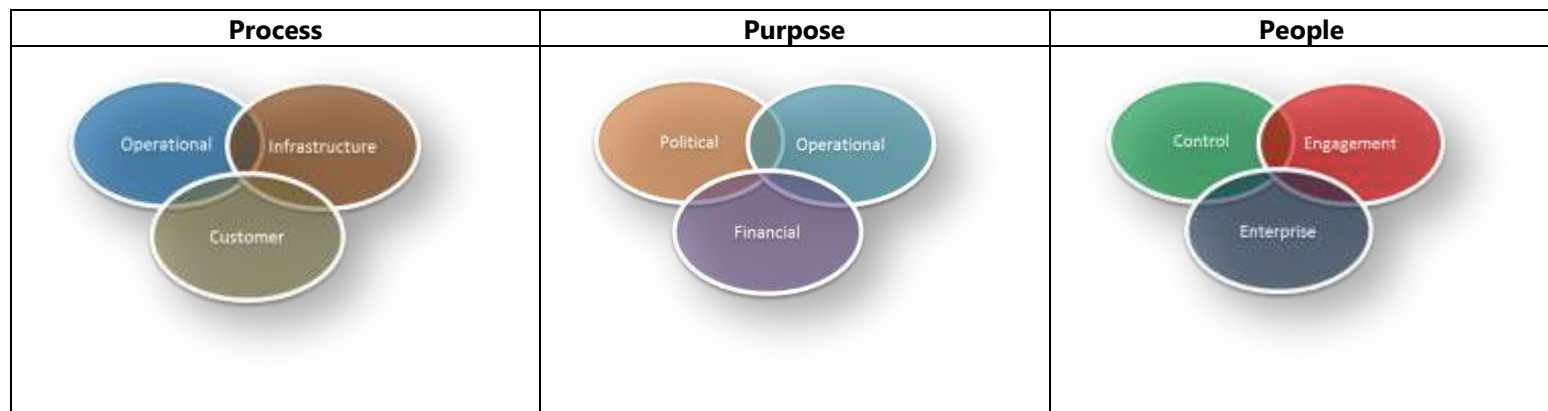 Process
Purpose
People
Operational
Infrastructure
Customer
Political
Operational
Financial
Control
Engagement
Enterprise